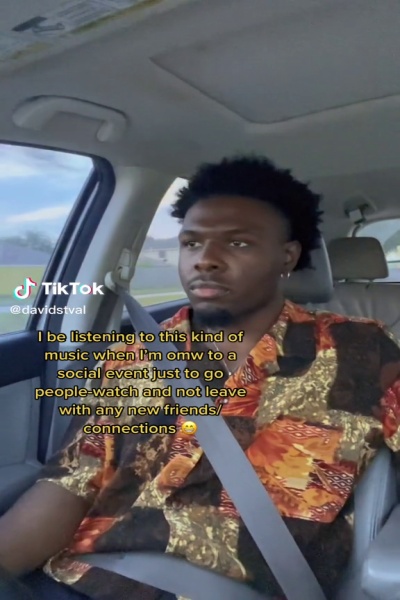 TikTok
@davidstval
I be listening to this kind of
music when I'm omw to a
social event just to go
people-watch and not leave
with any new friends/
connections 😁